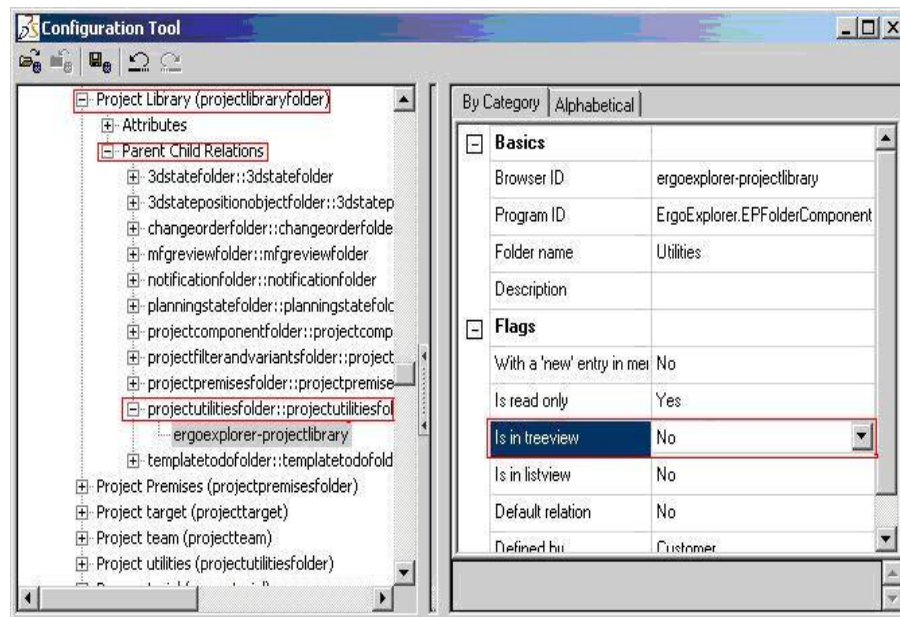 Configuration Tool
Project Library (projectlibraryfolder)
Attributes
Parent Child Relations
3dstatefolder::3dstatefolder
3dstatepositionobjectfolder::3dstatep
changeorderfolder::changeorderfolde
mfgreviewfolder::mfgreviewfolder
notificationfolder::notificationfolder
planningstatefolder::planningstatefolc
projectcomponentfolder::projectcomp
projectfilterandvariantsfolder::project
projectpremisesfolder::projectpremise
projectutilitiesfolder::projectutilitiesfol
ergoexplorer-projectlibrary
templatetodofolder::templatetodofold
Project Premises (projectpremisesfolder)
Project target (projecttarget)
Project team (projectteam)
Project utilities (projectutilitiesfolder)
By Category Alphabetical
Basics
Browser ID ergoexplorer-projectlibrary
Program ID ErgoExplorer.EPFolderComponent
Folder name Utilities
Description
Flags
With a 'new' entry in mer No
Is read only Yes
Is in treeview No
Is in listview No
Default relation No
Defined by Customer